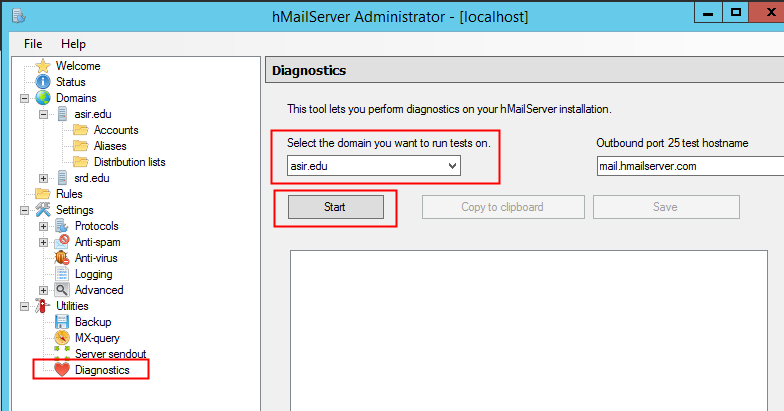 hMailServer Administrator - [localhost]
File Help
Welcome
Status
Domains
asir.edu
Accounts
Aliases
Distribution lists
srd.edu
Rules
Settings
Protocols
Anti-spam
Anti-virus
Logging
Advanced
Utilities
Backup
MX-query
Server sendout
Diagnostics
Diagnostics
This tool lets you perform diagnostics on your hMailServer installation.
Select the domain you want to run tests on.
asir.edu
Outbound port 25 test hostname
mail.hmailserver.com
Start
Copy to clipboard
Save